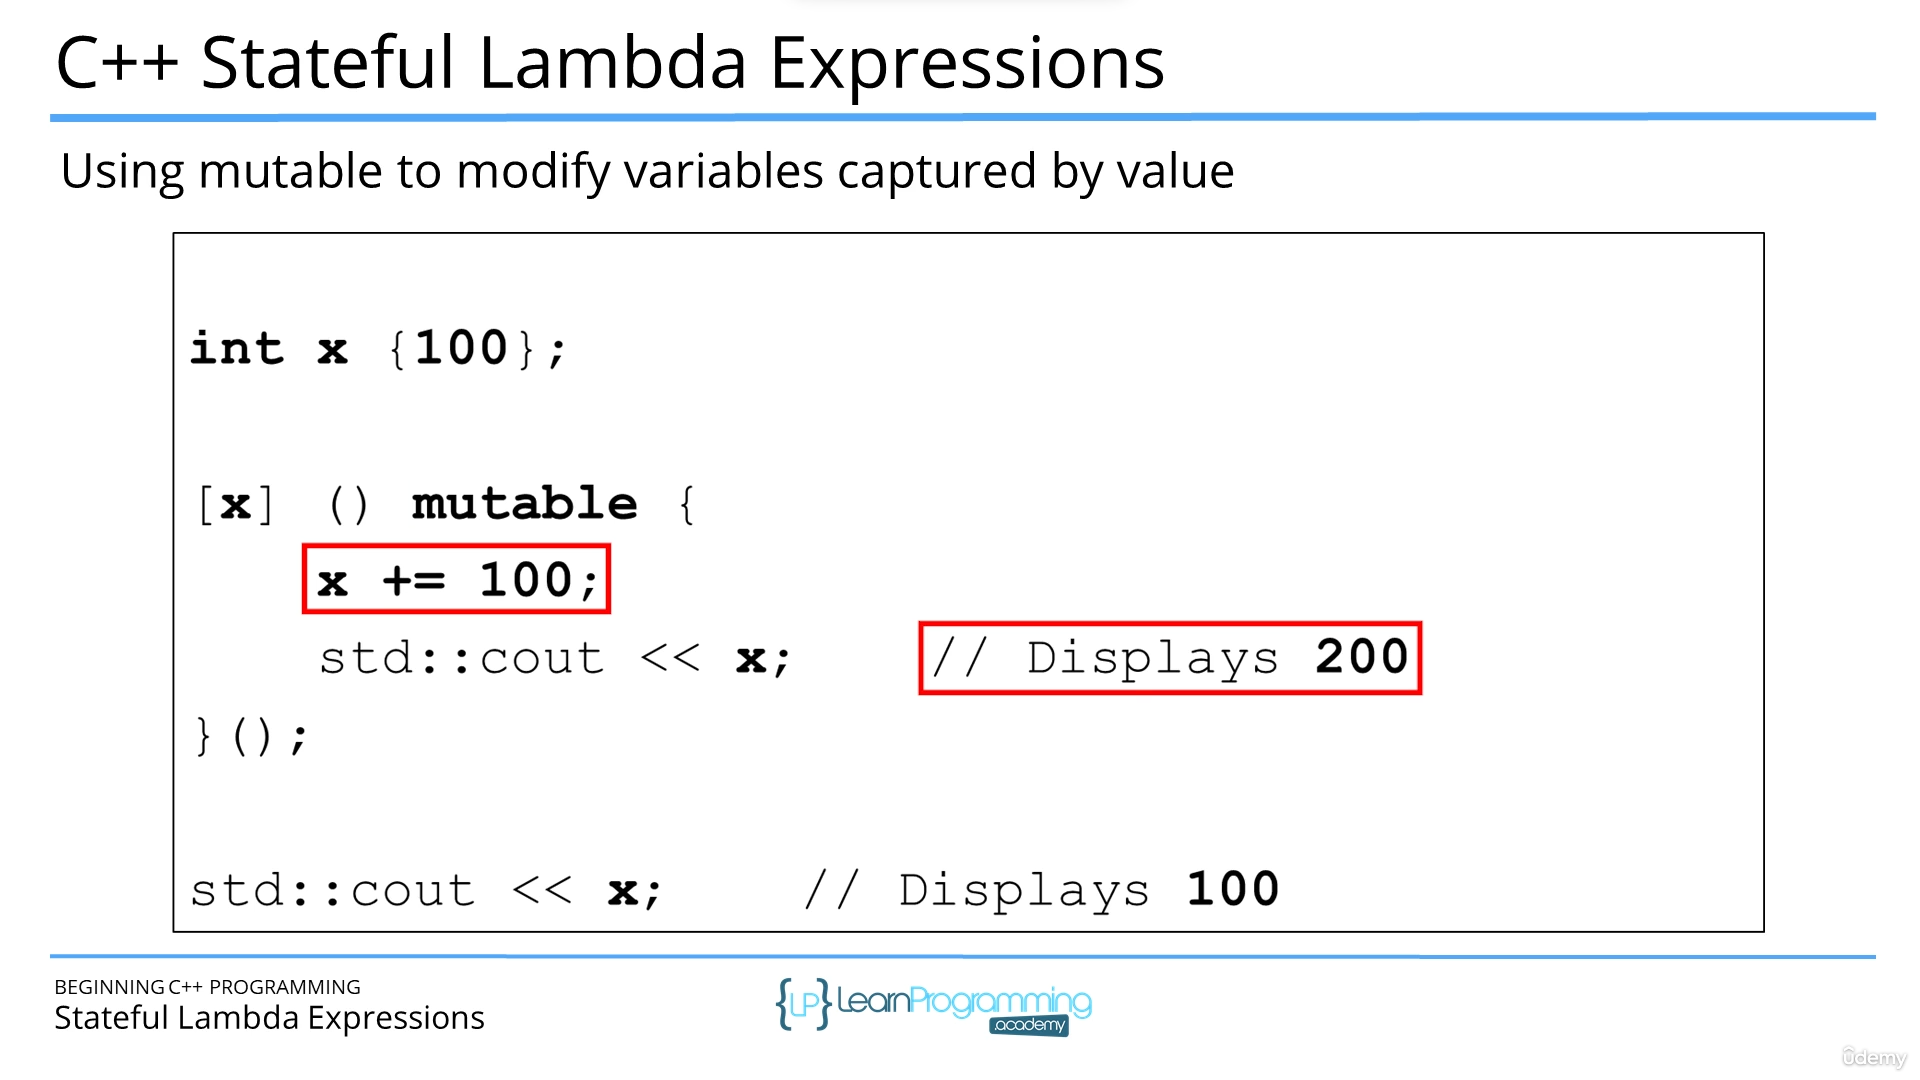 C++ Stateful Lambda Expressions
Using mutable to modify variables captured by value
int x {100};
[x] () mutable {
x += 100;
std::cout << x; // Displays 200
}();
std::cout << x; // Displays 100
BEGINNING C++ PROGRAMMING
Stateful Lambda Expressions
{LP} LearnProgramming
.academy
ûdemy